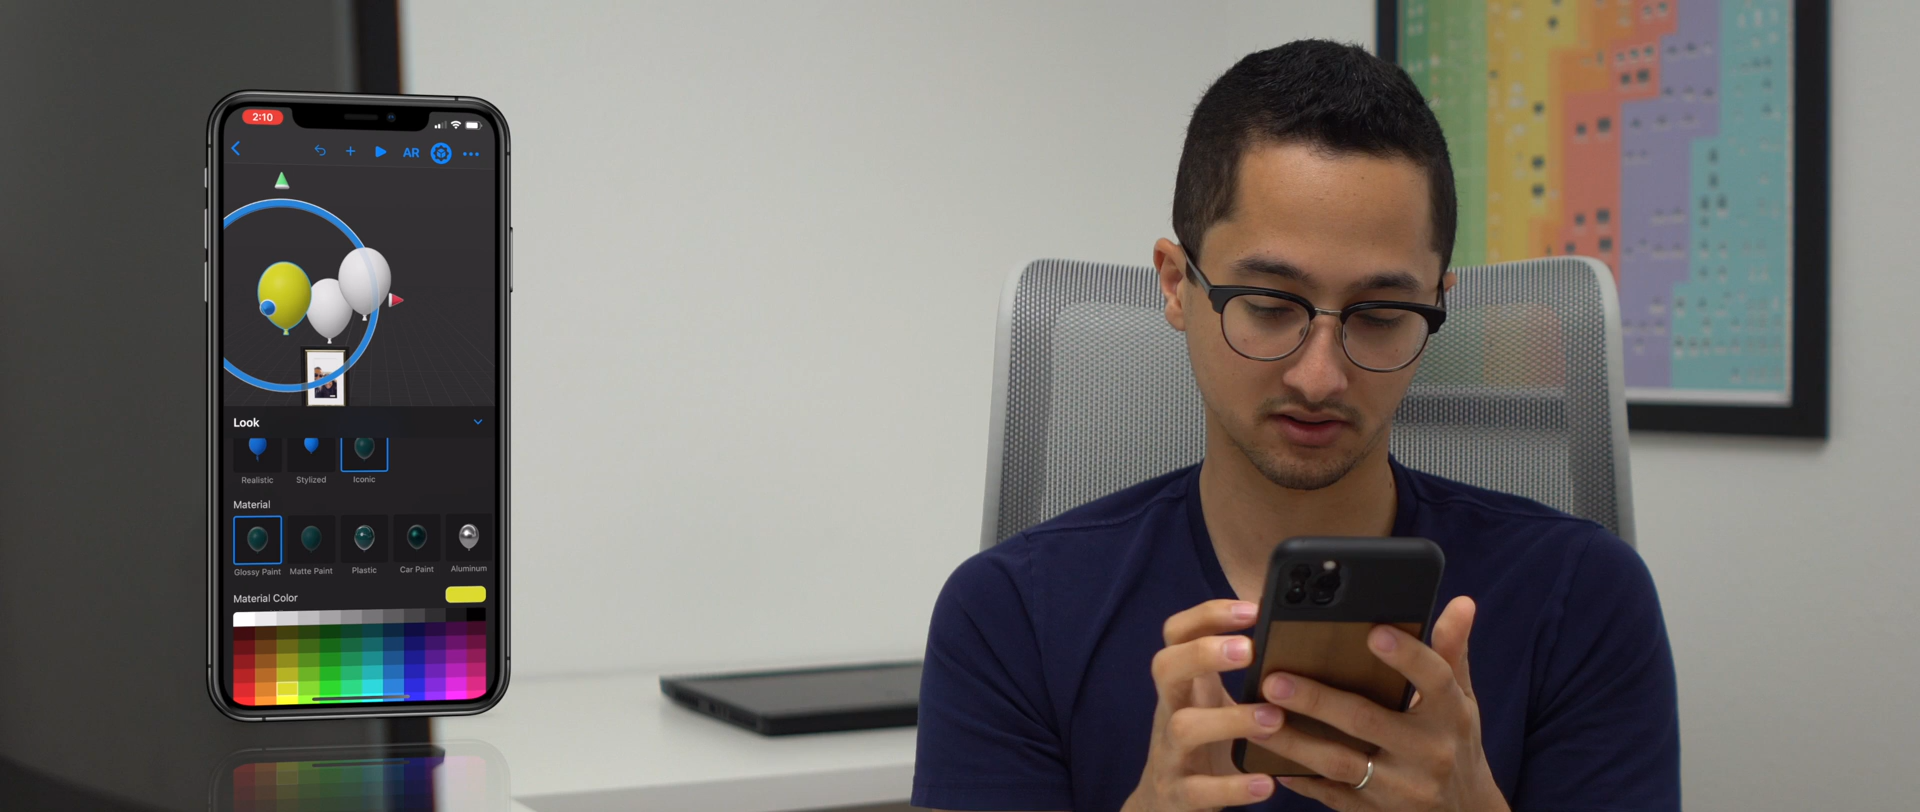 2:10
AR
Look
Realistic Stylized Iconic
Material
Glossy Paint Matte Paint Plastic Car Paint Aluminum
Material Color